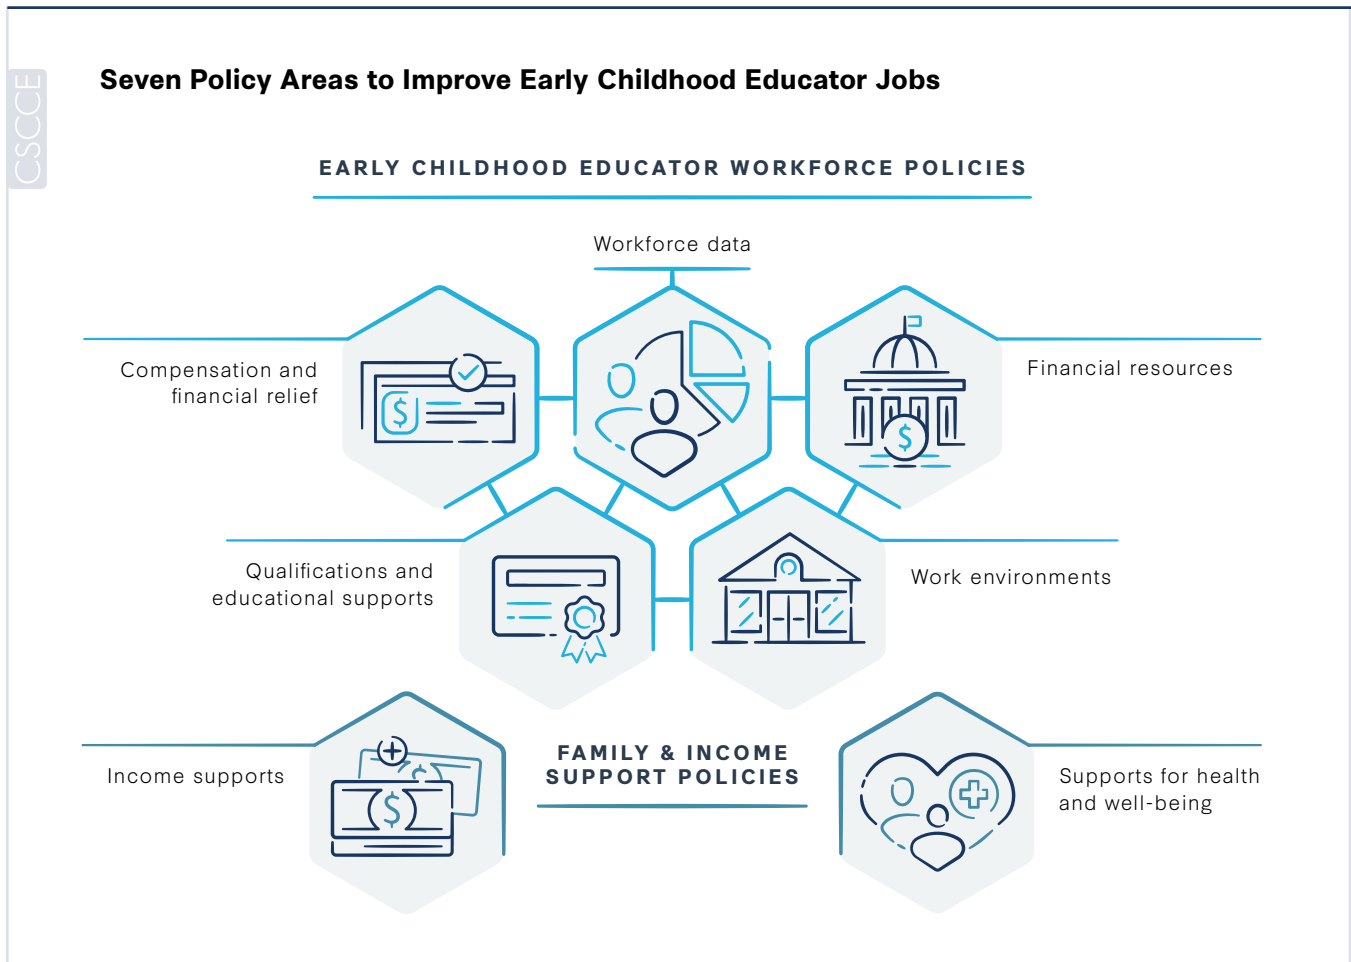 CSCCE
Seven Policy Areas to Improve Early Childhood Educator Jobs
EARLY CHILDHOOD EDUCATOR WORKFORCE POLICIES
Workforce data
Compensation and
financial relief
Financial resources
Qualifications and
educational supports
Work environments
FAMILY & INCOME
SUPPORT POLICIES
Income supports
Supports for health
and well-being